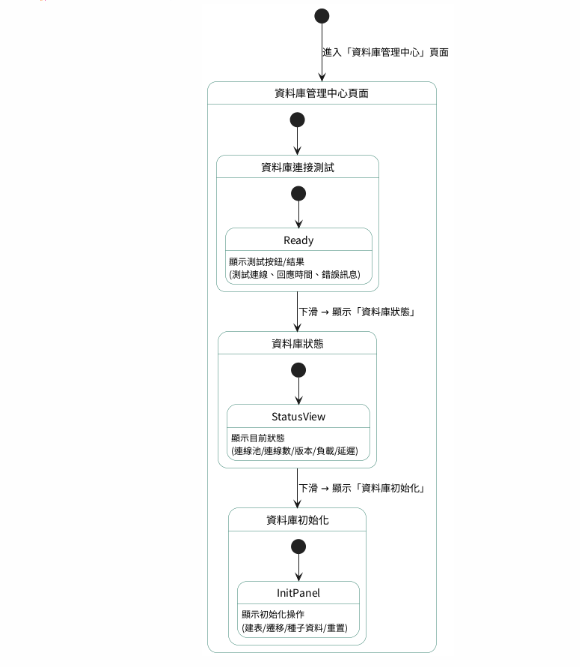 進入「資料庫管理中心」頁面
資料庫管理中心頁面
資料庫連接測試
Ready
顯示測試按鈕/結果
(測試連線、回應時間、錯誤訊息)
下滑 → 顯示「資料庫狀態」
資料庫狀態
StatusView
顯示目前狀態
(連線池/連線數/版本/負載/延遲)
下滑 → 顯示「資料庫初始化」
資料庫初始化
InitPanel
顯示初始化操作
(建表/遷移/種子資料/重置)